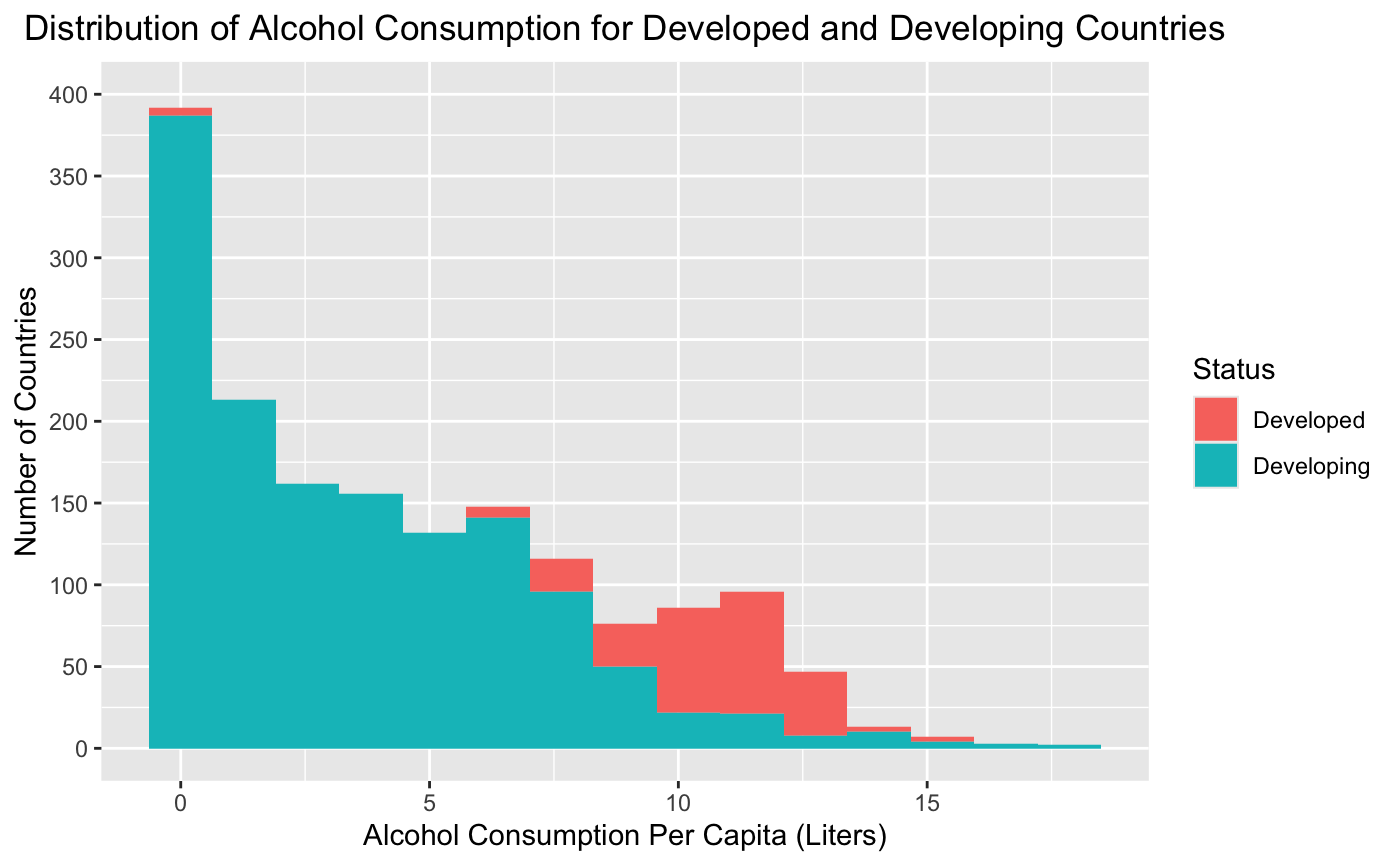 Distribution of Alcohol Consumption for Developed and Developing Countries
400
350
300
250
200
150
100
50
0
Number of Countries
0 5 10 15
Alcohol Consumption Per Capita (Liters)
Status
Developed
Developing